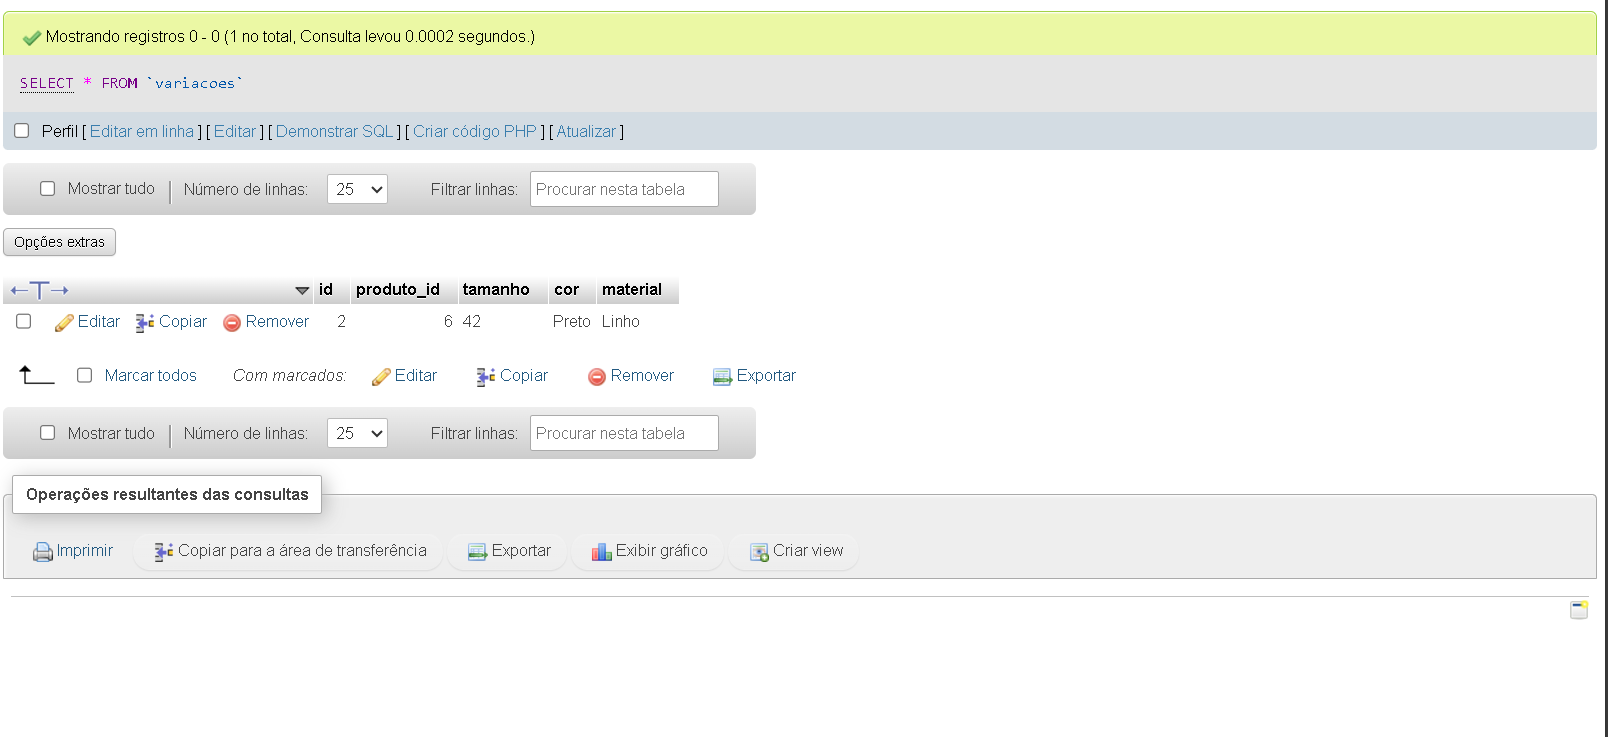 Mostrando registros 0 - 0 (1 no total, Consulta levou 0.0002 segundos.)
SELECT * FROM `variacoes`
Perfil [ Editar em linha ] [ Editar ] [ Demonstrar SQL ] [ Criar código PHP ] [ Atualizar ]
Mostrar tudo | Número de linhas: 25 Filtrar linhas: Procurar nesta tabela
Opções extras
←T→ id produto_id tamanho cor material
Editar Copiar Remover 2 6 42 Preto Linho
Marcar todos Com marcados: Editar Copiar Remover Exportar
Mostrar tudo | Número de linhas: 25 Filtrar linhas: Procurar nesta tabela
Operações resultantes das consultas
Imprimir Copiar para a área de transferência Exportar Exibir gráfico Criar view